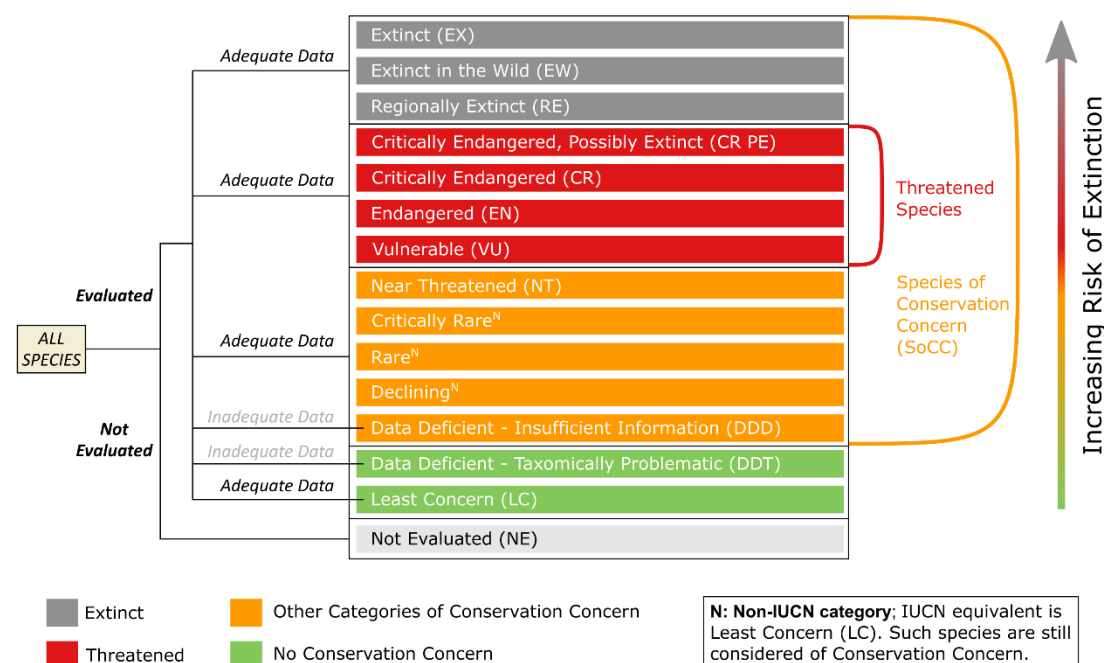 Adequate Data
Extinct (EX)
Extinct in the Wild (EW)
Regionally Extinct (RE)
Adequate Data
Critically Endangered, Possibly Extinct (CR PE)
Critically Endangered (CR)
Endangered (EN)
Vulnerable (VU)
Threatened
Species
Evaluated
ALL
SPECIES
Not
Evaluated
Adequate Data
Near Threatened (NT)
Critically Rareᴺ
Rareᴺ
Decliningᴺ
Inadequate Data
Data Deficient - Insufficient Information (DDD)
Species of
Conservation
Concern
(SoCC)
Inadequate Data
Data Deficient - Taxomically Problematic (DDT)
Adequate Data
Least Concern (LC)
Not Evaluated (NE)
Increasing Risk of Extinction
Extinct
Threatened
Other Categories of Conservation Concern
No Conservation Concern
N: Non-IUCN category; IUCN equivalent is
Least Concern (LC). Such species are still
considered of Conservation Concern.